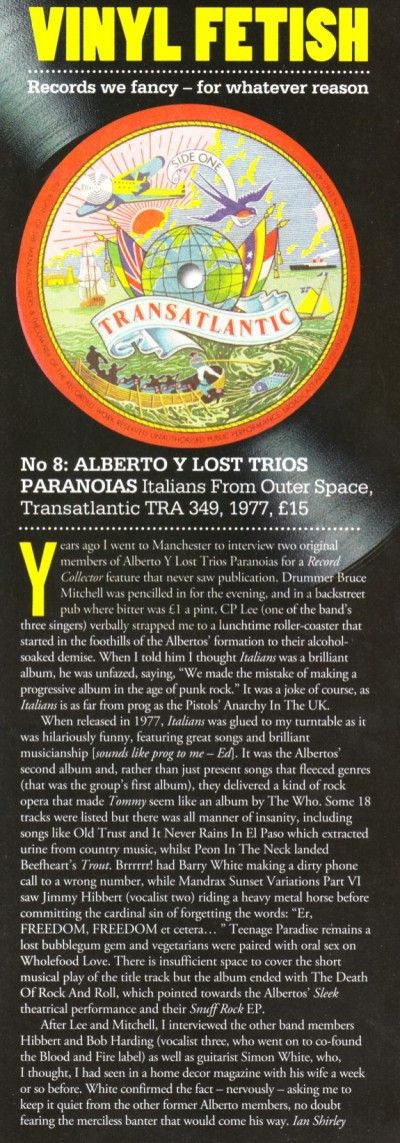 VINYL FETISH
Records we fancy – for whatever reason
SIDE ONE
TRANSATLANTIC
No 8: ALBERTO Y LOST TRIOS
PARANOIAS Italians From Outer Space,
Transatlantic TRA 349, 1977, £15
Years ago I went to Manchester to interview two original
members of Alberto Y Lost Trios Paranoias for a Record
Collector feature that never saw publication. Drummer Bruce
Mitchell was pencilled in for the evening, and in a backstreet
pub where bitter was £1 a pint, CP Lee (one of the band's
three singers) verbally strapped me to a lunchtime roller-coaster that
started in the foothills of the Albertos' formation to their alcohol-
soaked demise. When I told him I thought Italians was a brilliant
album, he was unfazed, saying, “We made the mistake of making a
progressive album in the age of punk rock.” It was a joke of course, as
Italians is as far from prog as the Pistols' Anarchy In The UK.
When released in 1977, Italians was glued to my turntable as it
was hilariously funny, featuring great songs and brilliant
musicianship [sounds like prog to me – Ed]. It was the Albertos'
second album and, rather than just present songs that fleeced genres
(that was the group's first album), they delivered a kind of rock
opera that made Tommy seem like an album by The Who. Some 18
tracks were listed but there was all manner of insanity, including
songs like Old Trust and It Never Rains In El Paso which extracted
urine from country music, whilst Peon In The Neck landed
Beefheart's Trout. Brrrrr! had Barry White making a dirty phone
call to a wrong number, while Mandrax Sunset Variations Part VI
saw Jimmy Hibbert (vocalist two) riding a heavy metal horse before
committing the cardinal sin of forgetting the words: “Er,
FREEDOM, FREEDOM et cetera… ” Teenage Paradise remains a
lost bubblegum gem and vegetarians were paired with oral sex on
Wholefood Love. There is insufficient space to cover the short
musical play of the title track but the album ended with The Death
Of Rock And Roll, which pointed towards the Albertos' Sleek
theatrical performance and their Snuff Rock EP.
After Lee and Mitchell, I interviewed the other band members
Hibbert and Bob Harding (vocalist three, who went on to co-found
the Blood and Fire label) as well as guitarist Simon White, who,
I thought, I had seen in a home decor magazine with his wife a week
or so before. White confirmed the fact – nervously – asking me to
keep it quiet from the other former Alberto members, no doubt
fearing the merciless banter that would come his way. Ian Shirley